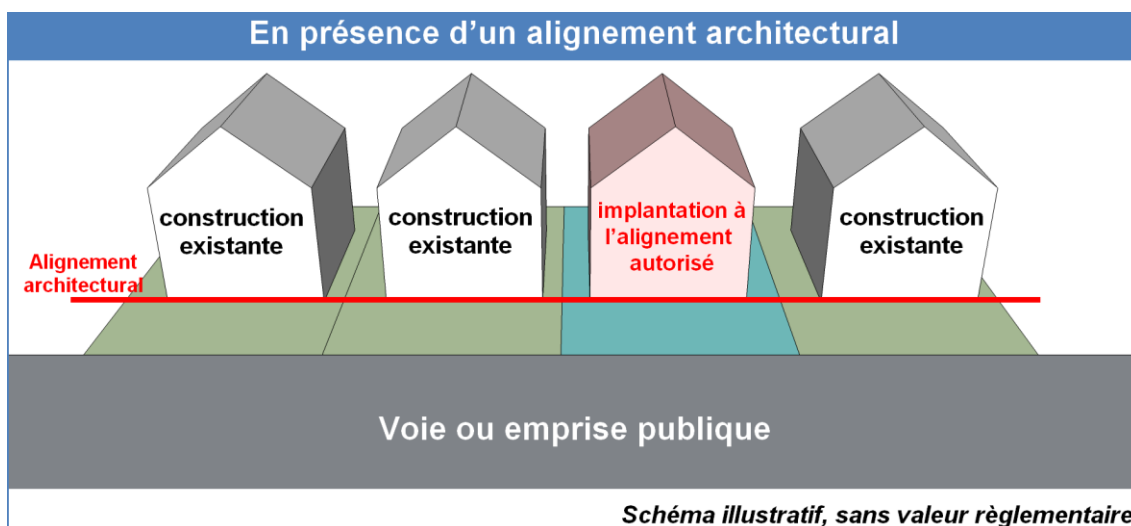 En présence d'un alignement architectural
construction
existante
construction
existante
implantation à
l'alignement
autorisé
construction
existante
Alignement
architectural
Voie ou emprise publique
Schéma illustratif, sans valeur règlementaire